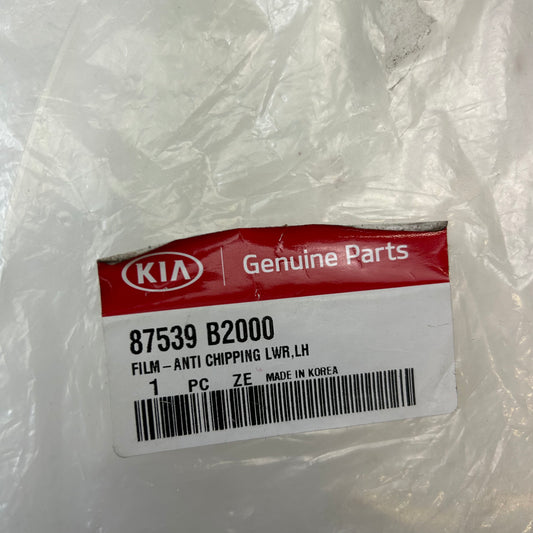 KIA Genuine Parts
87539 B2000
FILM-ANTI CHIPPING LWR,LH
1 PC ZE MADE IN KOREA